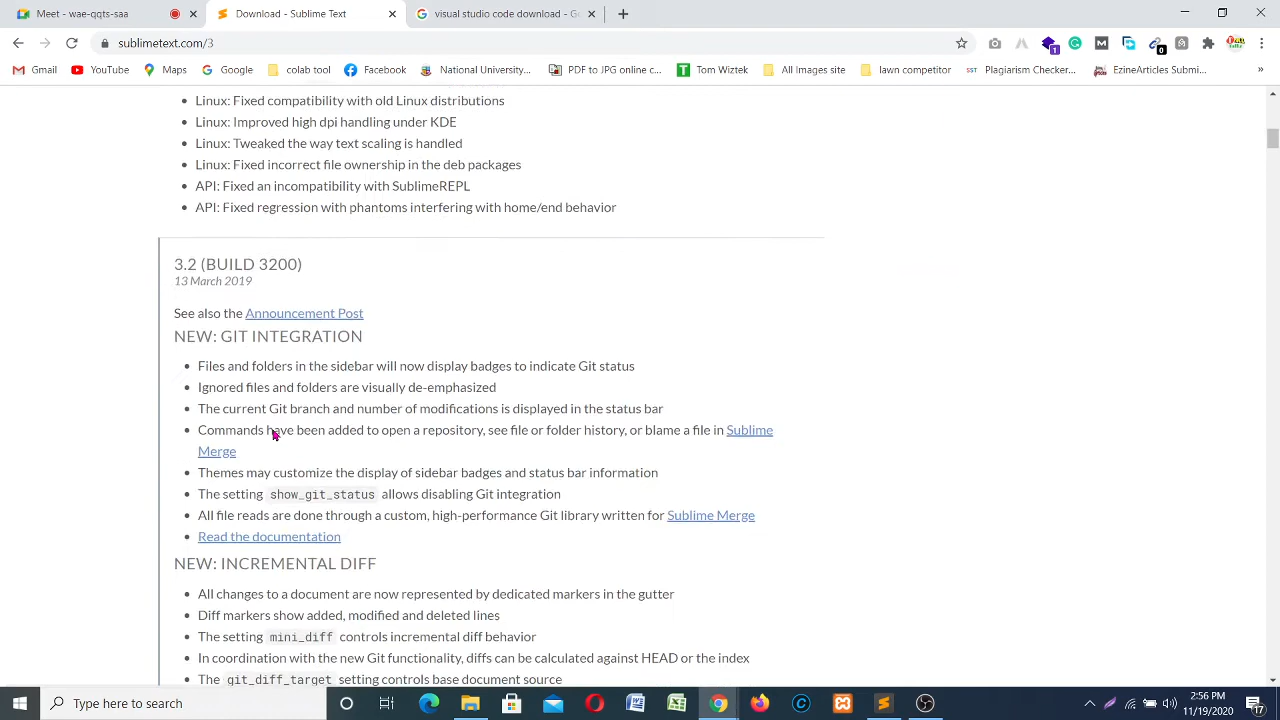 Meet - wae-qqts-saa
Download - Sublime Text
visual studio code download - Go
sublimetext.com/3
1
0
Gmail
YouTube
Maps
Google
colab tool
Facebook
National University...
PDF to JPG online c...
Tom Wiztek
All Images site
lawn competitor
SST Plagiarism Checker...
EzineArticles Submi...
»
Linux: Fixed compatibility with old Linux distributions
Linux: Improved high dpi handling under KDE
Linux: Tweaked the way text scaling is handled
Linux: Fixed incorrect file ownership in the deb packages
API: Fixed an incompatibility with SublimeREPL
API: Fixed regression with phantoms interfering with home/end behavior
3.2 (BUILD 3200)
13 March 2019
See also the Announcement Post
NEW: GIT INTEGRATION
Files and folders in the sidebar will now display badges to indicate Git status
Ignored files and folders are visually de-emphasized
The current Git branch and number of modifications is displayed in the status bar
Commands have been added to open a repository, see file or folder history, or blame a file in Sublime
Merge
Themes may customize the display of sidebar badges and status bar information
The setting show_git_status allows disabling Git integration
All file reads are done through a custom, high-performance Git library written for Sublime Merge
Read the documentation
NEW: INCREMENTAL DIFF
All changes to a document are now represented by dedicated markers in the gutter
Diff markers show added, modified and deleted lines
The setting mini_diff controls incremental diff behavior
In coordination with the new Git functionality, diffs can be calculated against HEAD or the index
The git_diff_target setting controls base document source
Type here to search
2:56 PM
11/19/2020